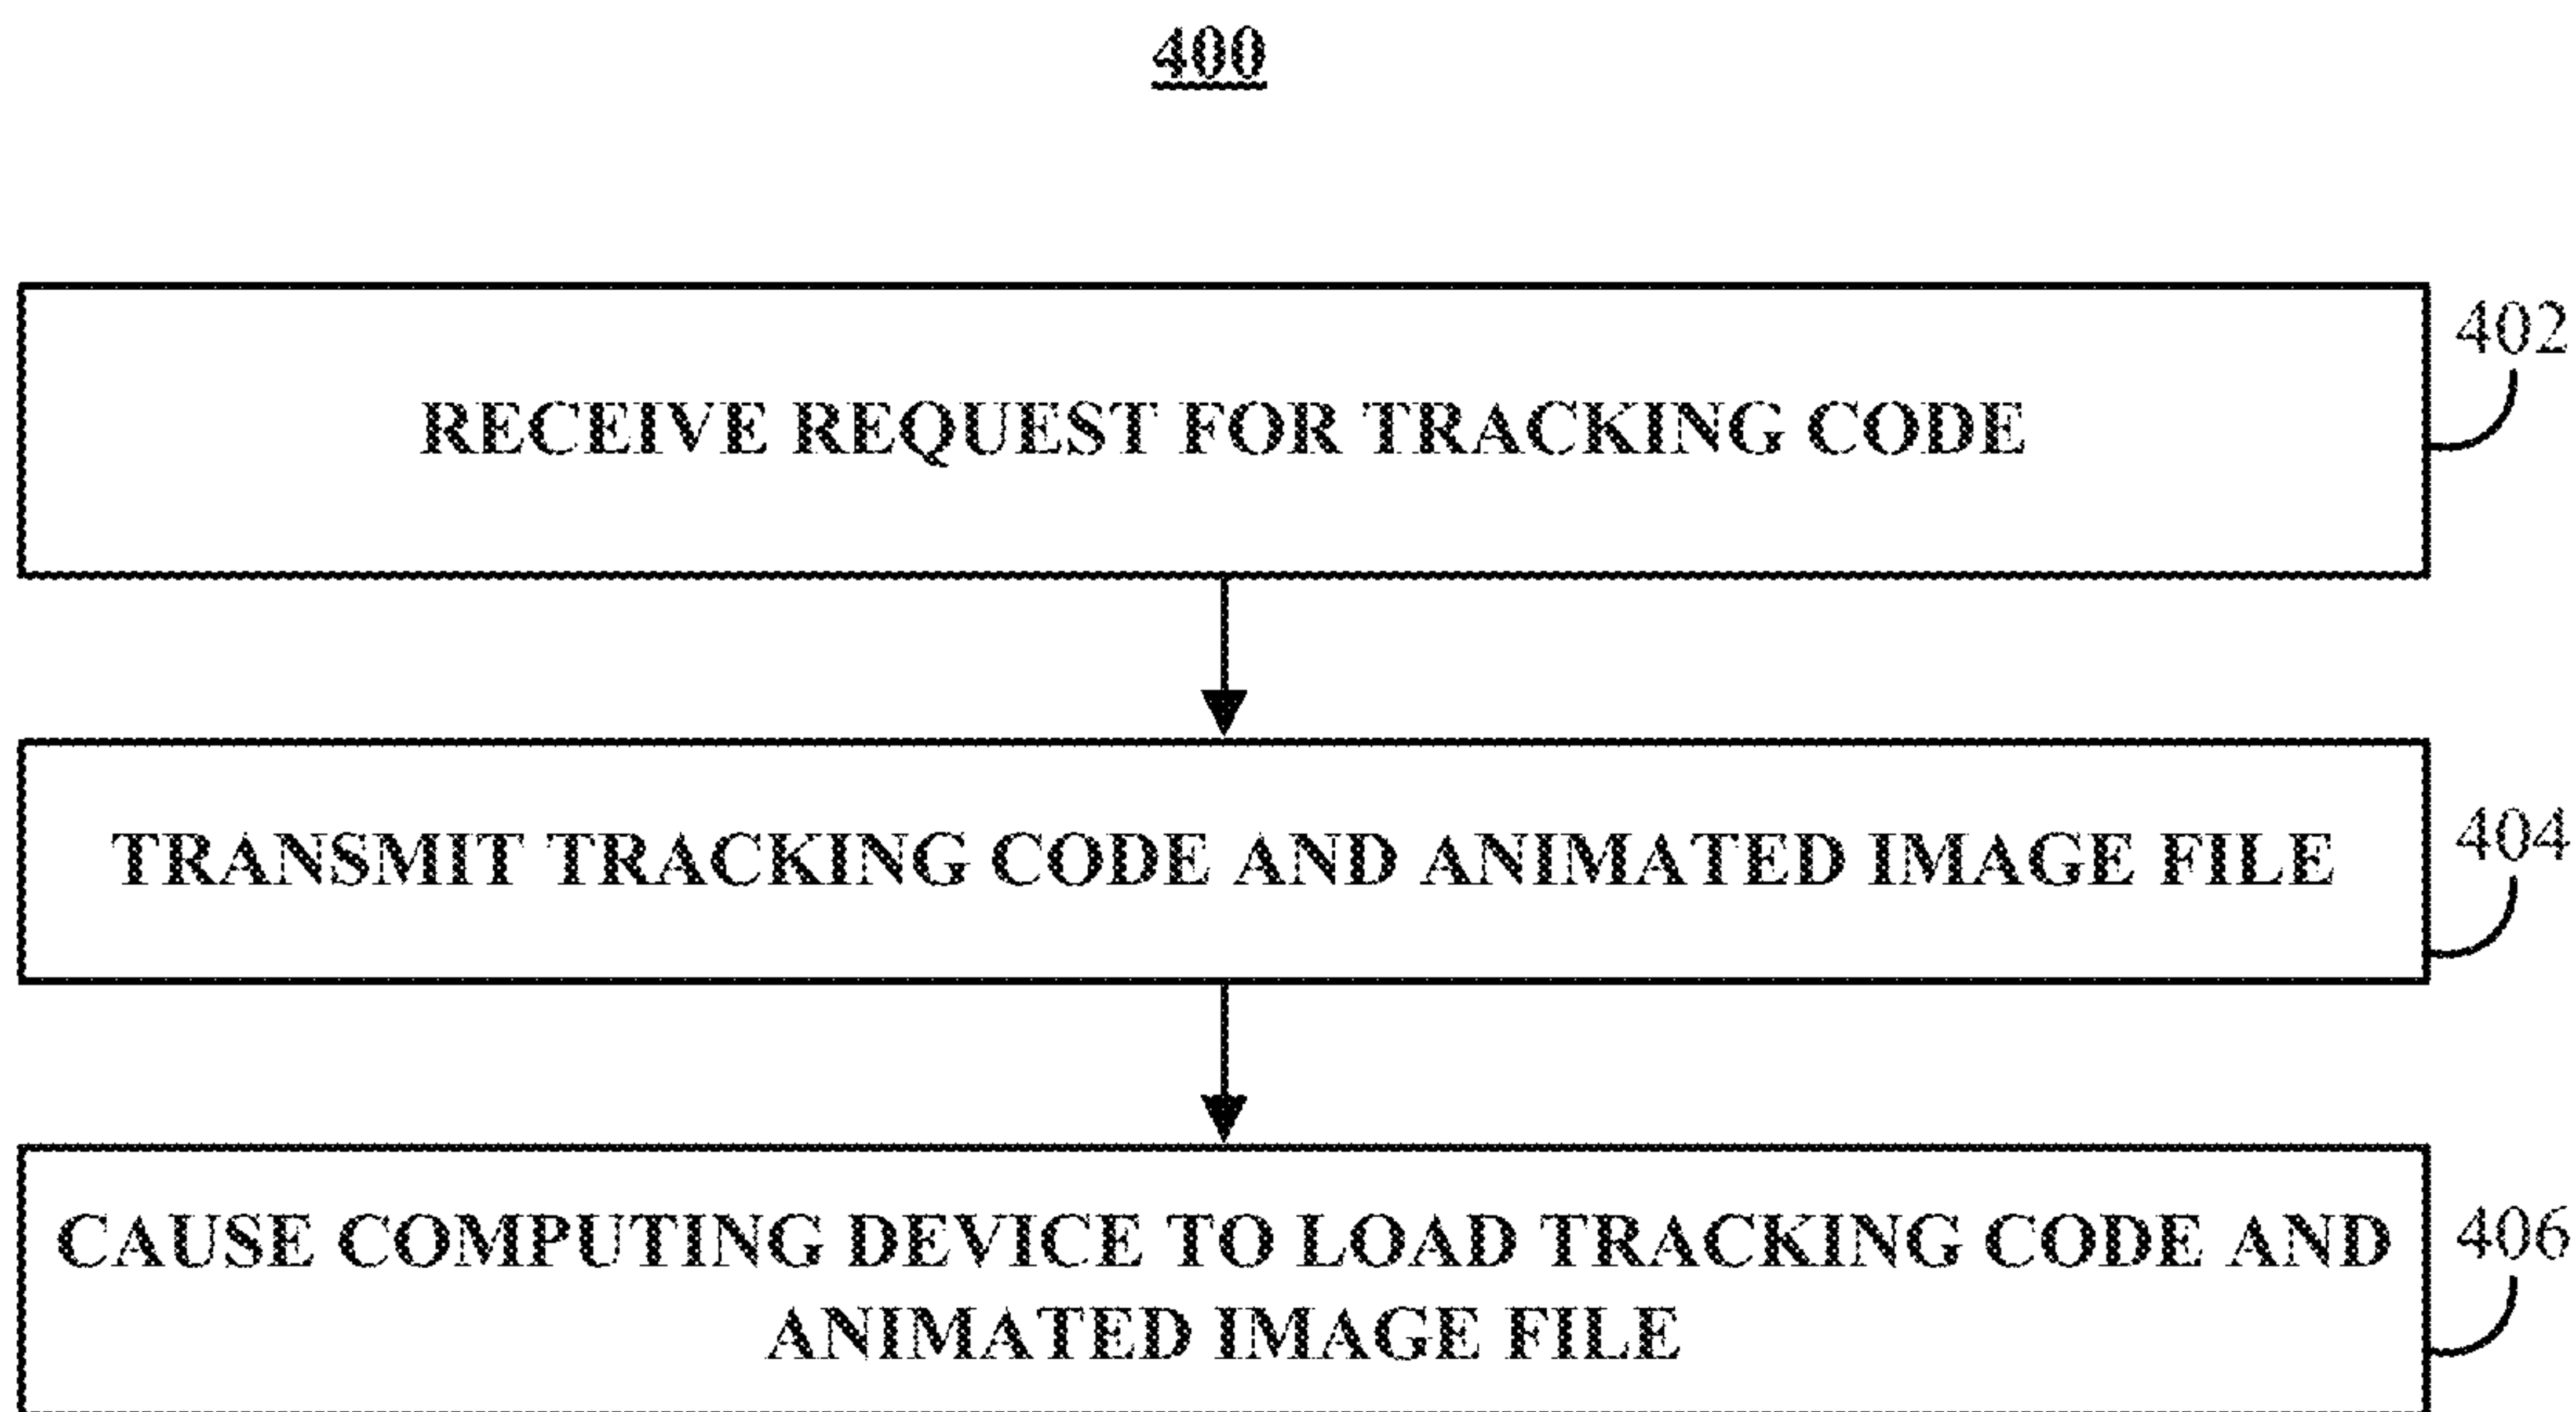 400
RECEIVE REQUEST FOR TRACKING CODE
402
TRANSMIT TRACKING CODE AND ANIMATED IMAGE FILE
404
CAUSE COMPUTING DEVICE TO LOAD TRACKING CODE AND
ANIMATED IMAGE FILE
406